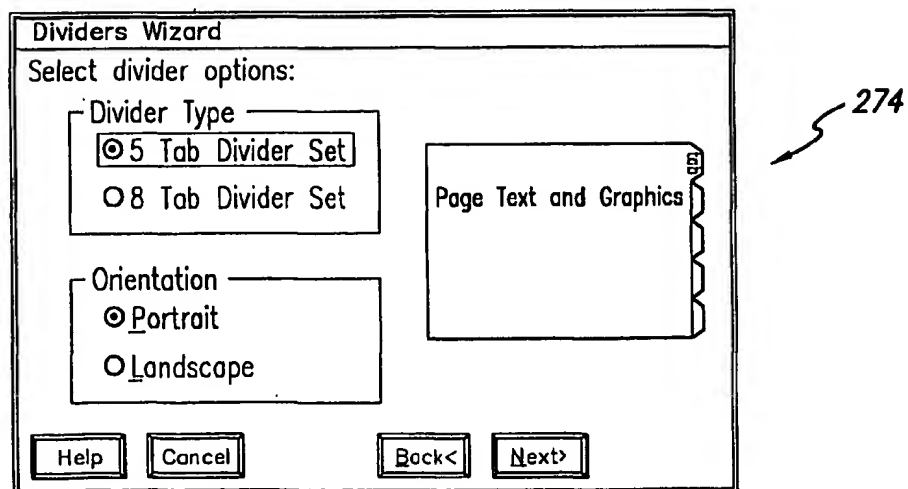 Dividers Wizard
Select divider options:
Divider Type
5 Tab Divider Set
8 Tab Divider Set
Orientation
Portrait
Landscape
Page Text and Graphics
tab
274
Help
Cancel
Back<
Next>